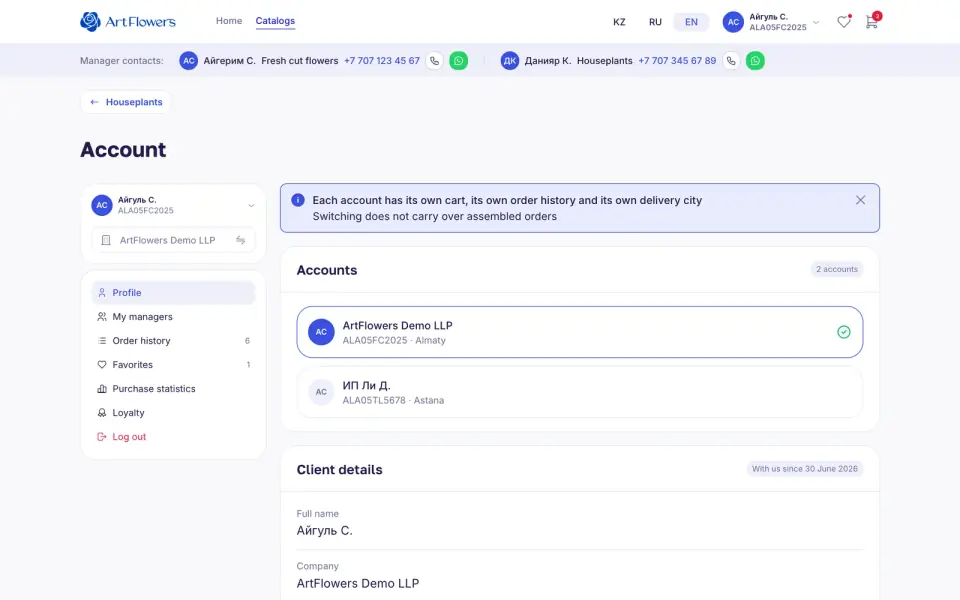 ArtFlowers
Home
Catalogs
KZ
RU
EN
АС
Айгуль С.
ALA05FC2025
2
Manager contacts:
АС
Айгерим С.
Fresh cut flowers
+7 707 123 45 67
ДК
Данияр К.
Houseplants
+7 707 345 67 89
← Houseplants
Account
АС
Айгуль С.
ALA05FC2025
ArtFlowers Demo LLP
Profile
My managers
Order history 6
Favorites 1
Purchase statistics
Loyalty
Log out
Each account has its own cart, its own order history and its own delivery city
Switching does not carry over assembled orders
Accounts
2 accounts
АС
ArtFlowers Demo LLP
ALA05FC2025 · Almaty
АС
ИП Ли Д.
ALA05TL5678 · Astana
Client details
With us since 30 June 2026
Full name
Айгуль С.
Company
ArtFlowers Demo LLP